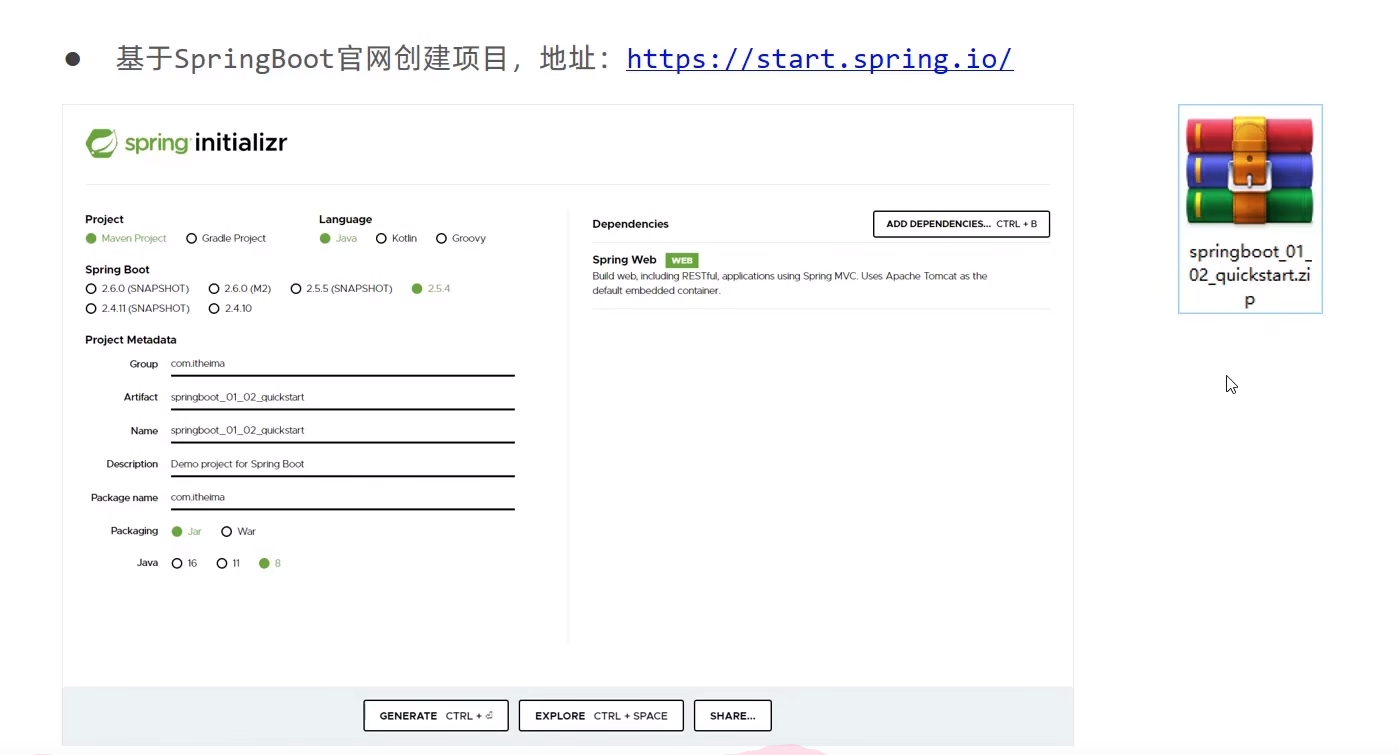 ● 基于SpringBoot官网创建项目，地址：https://start.spring.io/
spring initializr
Project
Maven Project Gradle Project
Language
Java Kotlin Groovy
Spring Boot
2.6.0 (SNAPSHOT) 2.6.0 (M2) 2.5.5 (SNAPSHOT) 2.5.4
2.4.11 (SNAPSHOT) 2.4.10
Project Metadata
Group com.itheima
Artifact springboot_01_02_quickstart
Name springboot_01_02_quickstart
Description Demo project for Spring Boot
Package name com.itheima
Packaging Jar War
Java 16 11 8
Dependencies
ADD DEPENDENCIES... CTRL + B
Spring Web WEB
Build web, including RESTful, applications using Spring MVC. Uses Apache Tomcat as the
default embedded container.
GENERATE CTRL + ⏎
EXPLORE CTRL + SPACE
SHARE...
springboot_01_
02_quickstart.zi
p